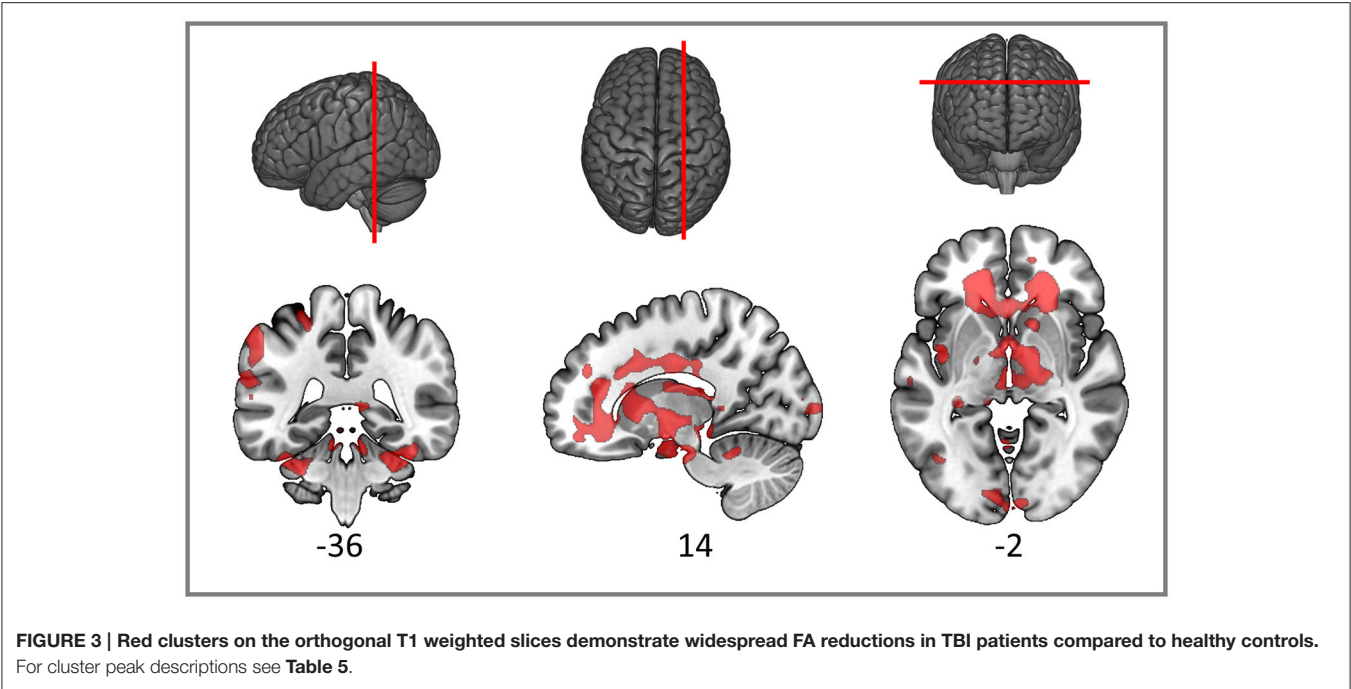 -36 14 -2
FIGURE 3 | Red clusters on the orthogonal T1 weighted slices demonstrate widespread FA reductions in TBI patients compared to healthy controls.
For cluster peak descriptions see Table 5.